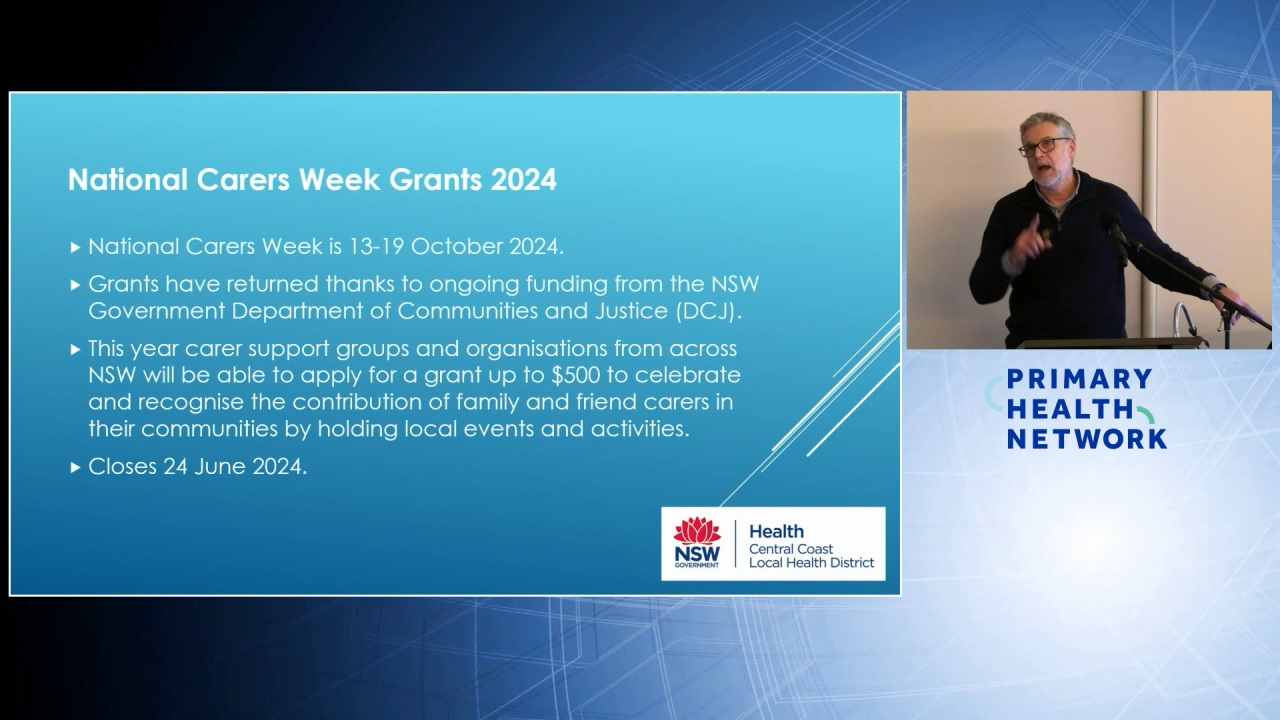 National Carers Week Grants 2024
National Carers Week is 13-19 October 2024.
Grants have returned thanks to ongoing funding from the NSW
Government Department of Communities and Justice (DCJ).
This year carer support groups and organisations from across
NSW will be able to apply for a grant up to $500 to celebrate
and recognise the contribution of family and friend carers in
their communities by holding local events and activities.
Closes 24 June 2024.
NSW
GOVERNMENT
Health
Central Coast
Local Health District
PRIMARY
HEALTH
NETWORK